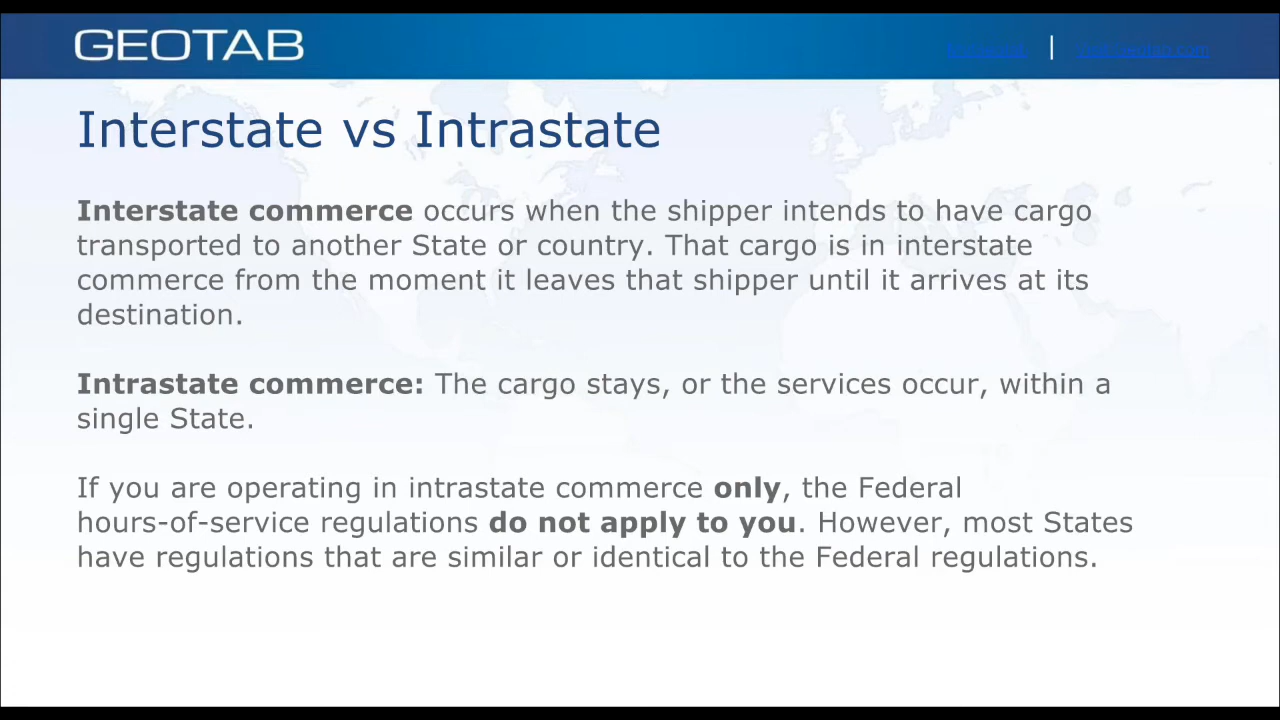 GEOTAB
|
Interstate vs Intrastate
Interstate commerce occurs when the shipper intends to have cargo
transported to another State or country. That cargo is in interstate
commerce from the moment it leaves that shipper until it arrives at its
destination.
Intrastate commerce: The cargo stays, or the services occur, within a
single State.
If you are operating in intrastate commerce only, the Federal
hours-of-service regulations do not apply to you. However, most States
have regulations that are similar or identical to the Federal regulations.